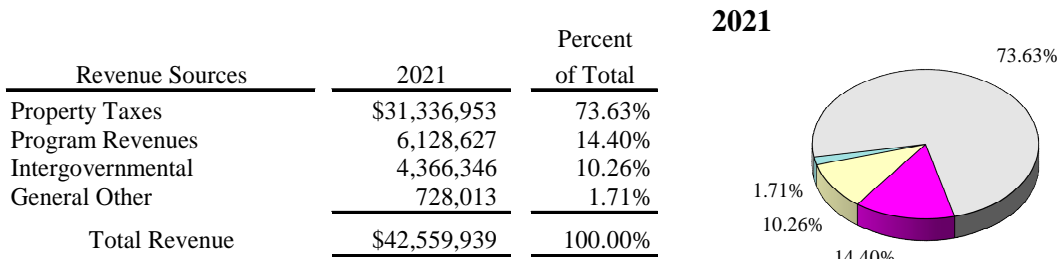 2021
Percent
Revenue Sources 2021 of Total
Property Taxes $31,336,953 73.63%
Program Revenues 6,128,627 14.40%
Intergovernmental 4,366,346 10.26%
General Other 728,013 1.71%
Total Revenue $42,559,939 100.00%
73.63%
1.71%
10.26%
14.40%